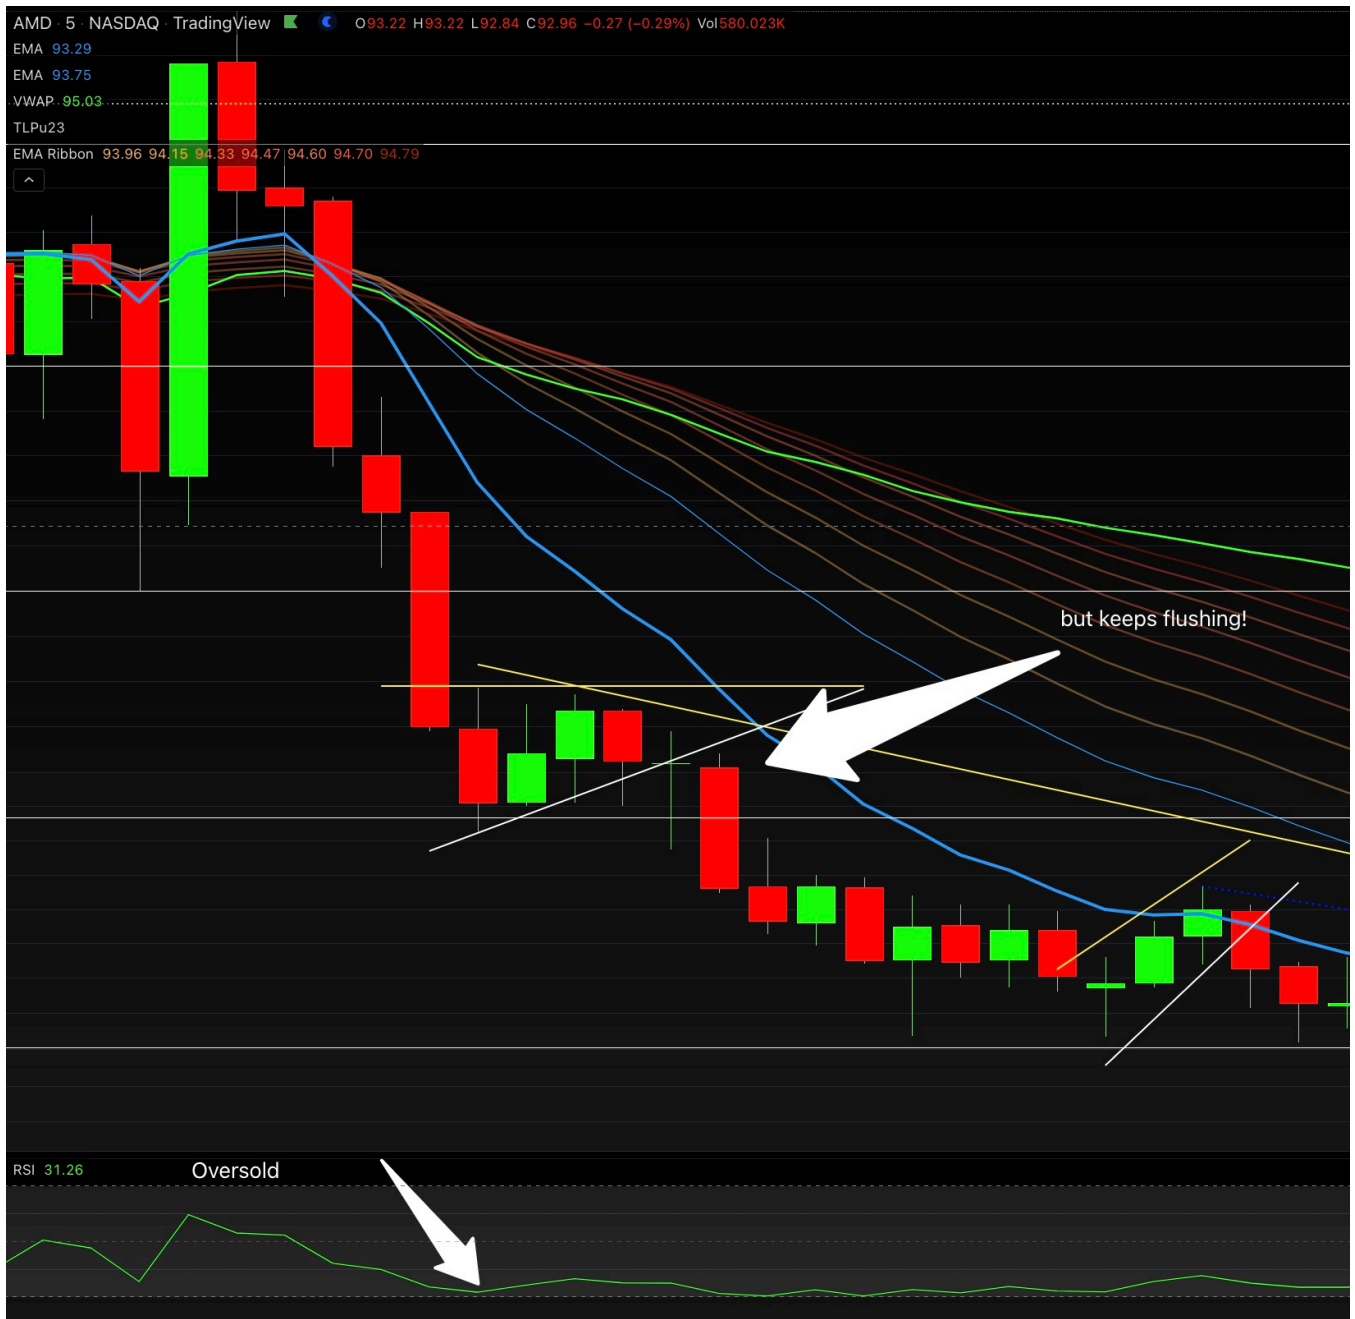 AMD · 5 · NASDAQ · TradingView O93.22 H93.22 L92.84 C92.96 −0.27 (−0.29%) Vol580.023K
EMA 93.29
EMA 93.75
VWAP 95.03
TLPu23
EMA Ribbon 93.96 94.15 94.33 94.47 94.60 94.70 94.79
but keeps flushing!
RSI 31.26 Oversold